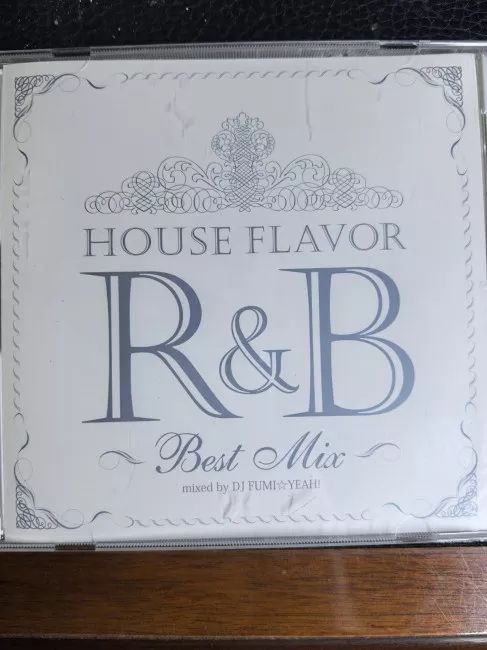 HOUSE FLAVOR
R&B
Best Mix
mixed by DJ FUMI☆YEAH!